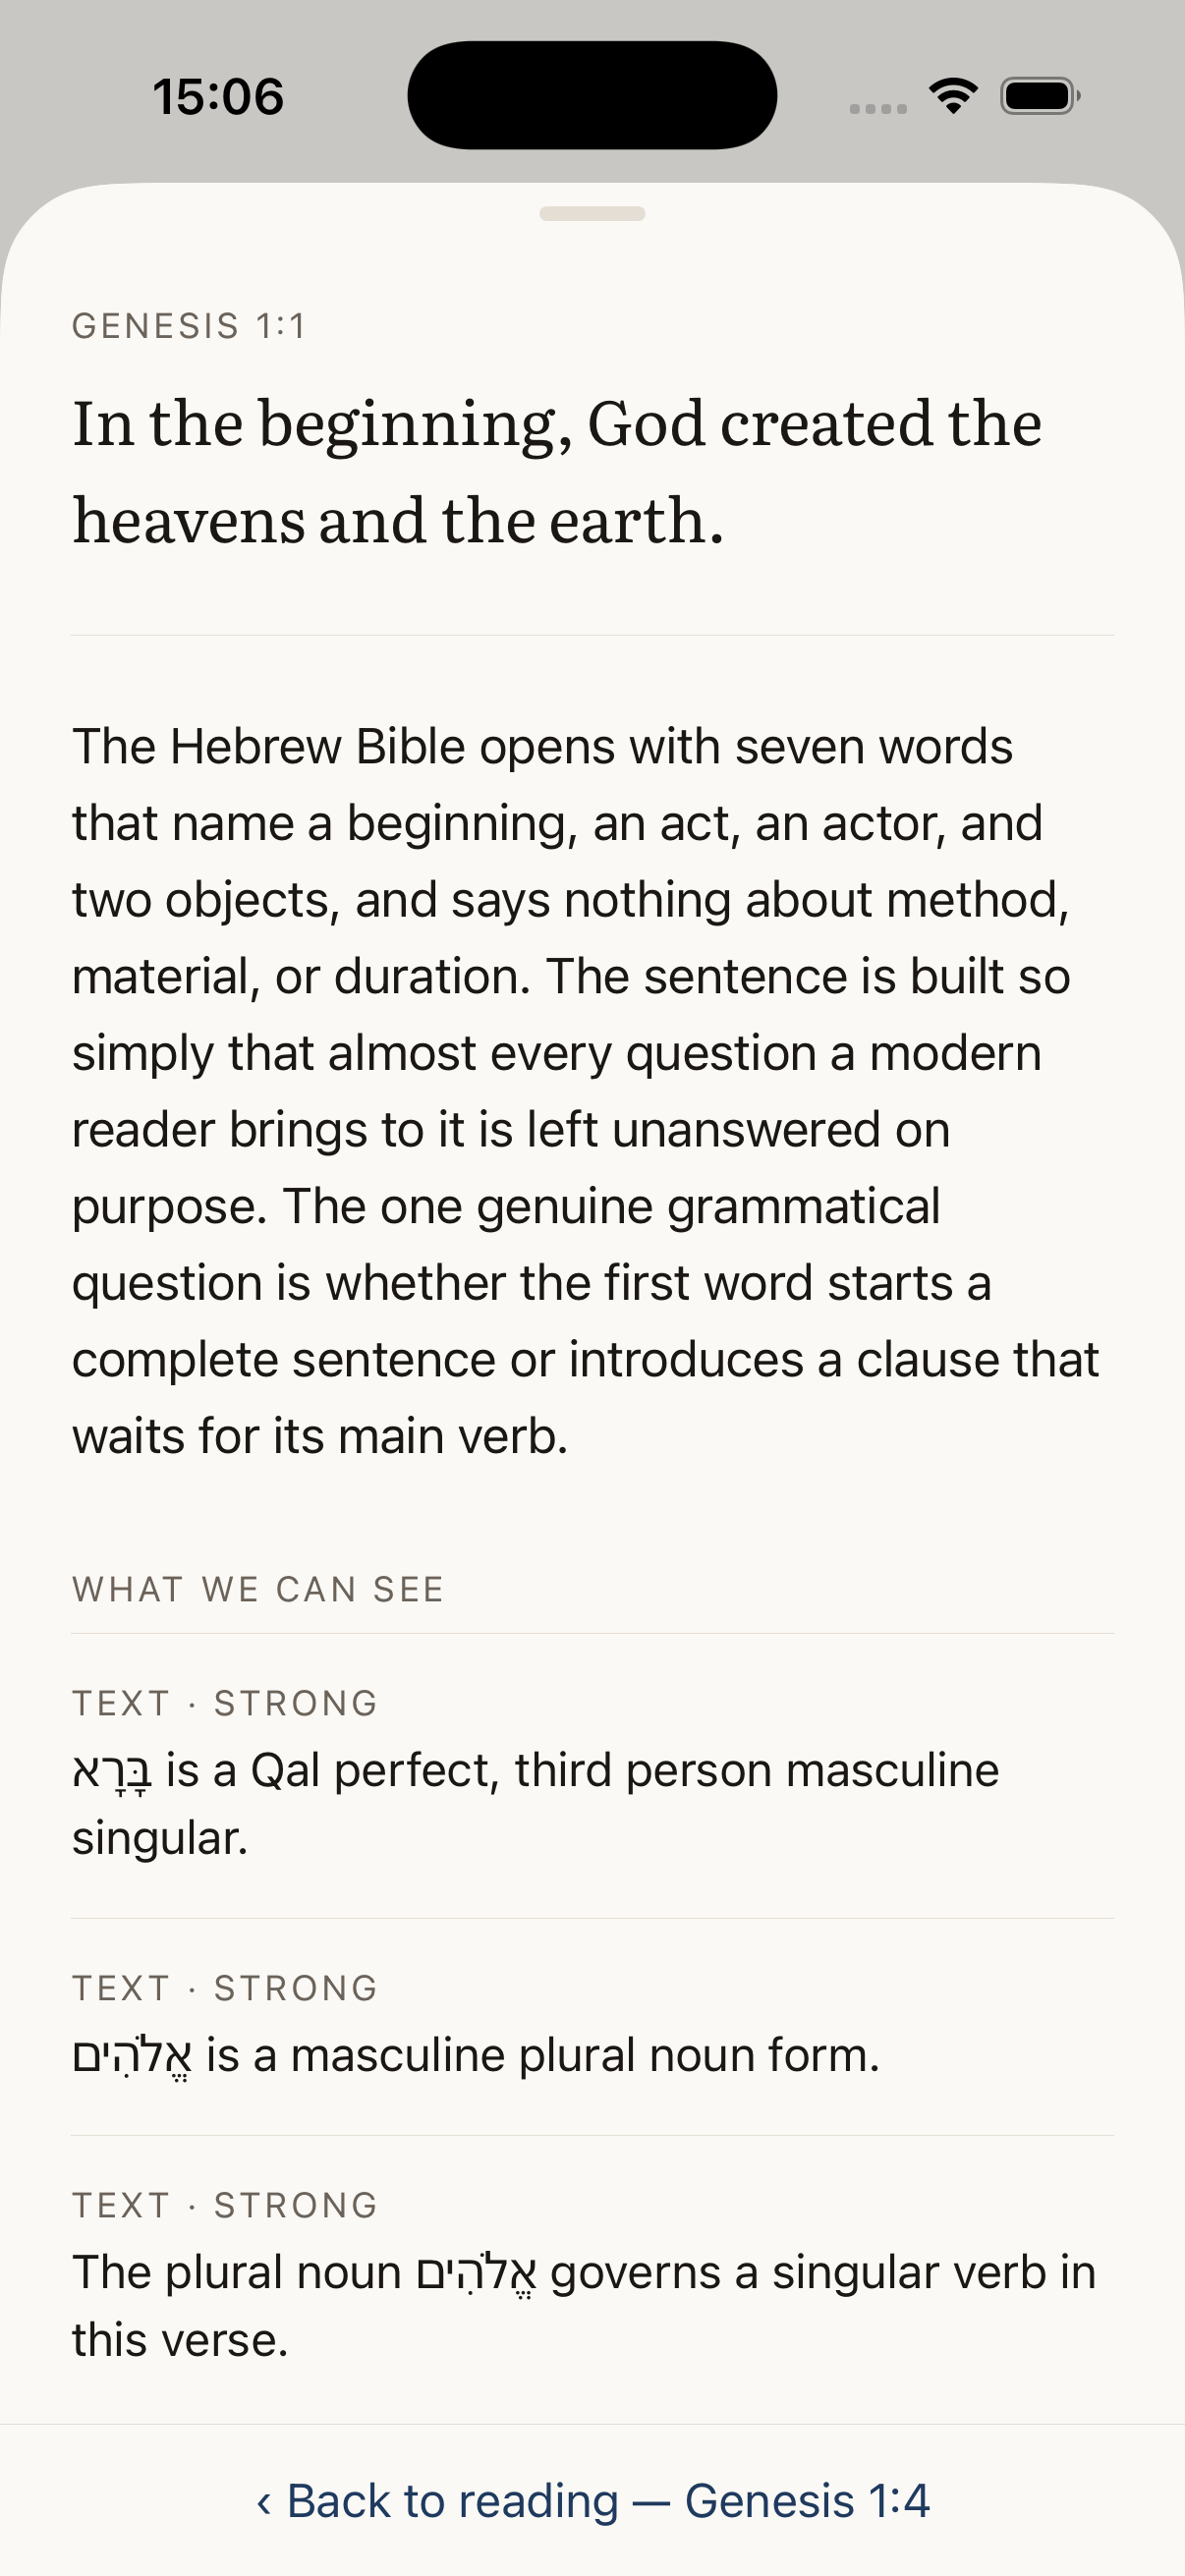 15:06
GENESIS 1:1
In the beginning, God created the
heavens and the earth.
The Hebrew Bible opens with seven words
that name a beginning, an act, an actor, and
two objects, and says nothing about method,
material, or duration. The sentence is built so
simply that almost every question a modern
reader brings to it is left unanswered on
purpose. The one genuine grammatical
question is whether the first word starts a
complete sentence or introduces a clause that
waits for its main verb.
WHAT WE CAN SEE
TEXT · STRONG
בָּרָא is a Qal perfect, third person masculine
singular.
TEXT · STRONG
אֱלֹהִים is a masculine plural noun form.
TEXT · STRONG
The plural noun אֱלֹהִים governs a singular verb in
this verse.
‹ Back to reading — Genesis 1:4